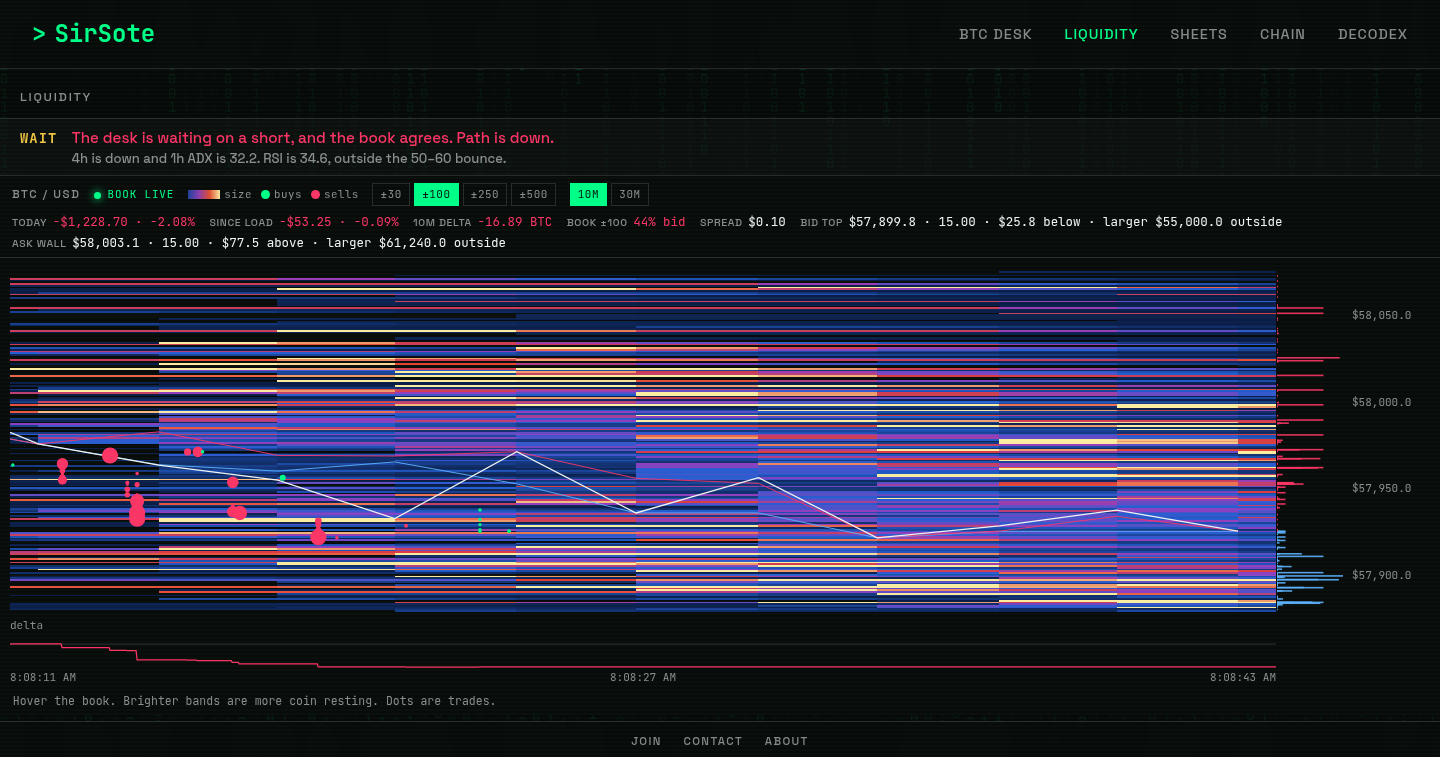 > SirSote
BTC DESK LIQUIDITY SHEETS CHAIN DECODEX
LIQUIDITY
WAIT The desk is waiting on a short, and the book agrees. Path is down.
4h is down and 1h ADX is 32.2. RSI is 34.6, outside the 50–60 bounce.
BTC / USD BOOK LIVE size buys sells ±30 ±100 ±250 ±500 10M 30M
TODAY -$1,228.70 · -2.08% SINCE LOAD -$53.25 · -0.09% 10M DELTA -16.89 BTC BOOK ±100 44% bid SPREAD $0.10 BID TOP $57,899.8 · 15.00 · $25.8 below · larger $55,000.0 outside
ASK WALL $58,003.1 · 15.00 · $77.5 above · larger $61,240.0 outside
$58,050.0
$58,000.0
$57,950.0
$57,900.0
delta
8:08:11 AM 8:08:27 AM 8:08:43 AM
Hover the book. Brighter bands are more coin resting. Dots are trades.
JOIN CONTACT ABOUT